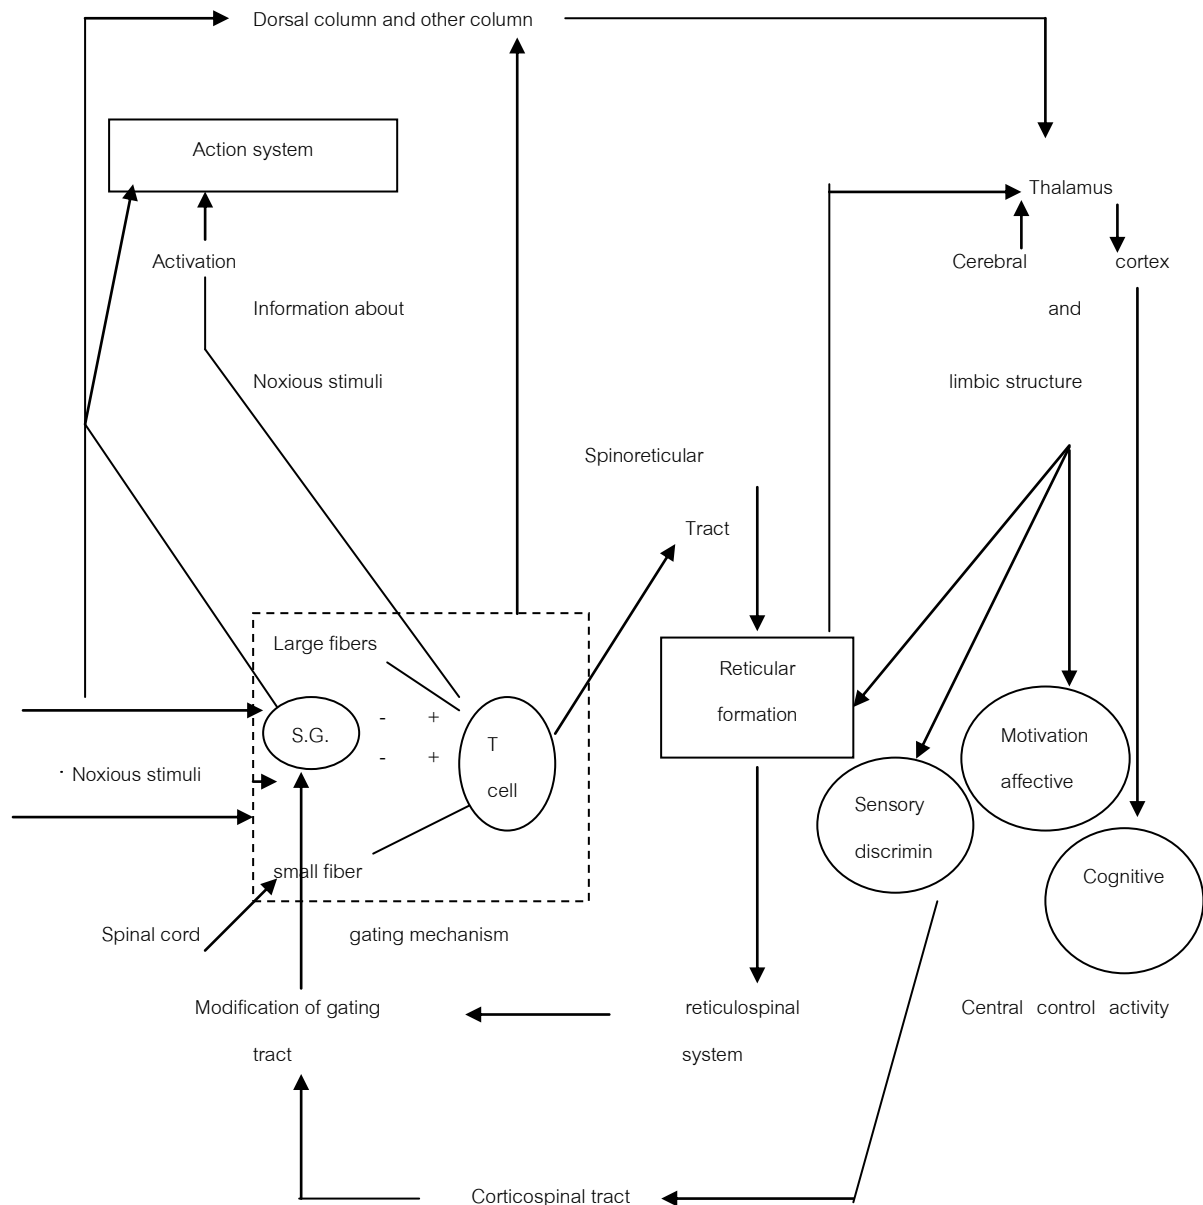 Dorsal column and other column
Action system
Thalamus
Activation
Cerebral cortex
Information about
and
Noxious stimuli
limbic structure
Spinoreticular
Tract
Large fibers
Reticular
formation
S.G.
- +
- +
T
cell
Motivation
affective
· Noxious stimuli
Sensory
discrimin
small fiber
Cognitive
Spinal cord
gating mechanism
Modification of gating
tract
reticulospinal
system
Central control activity
Corticospinal tract